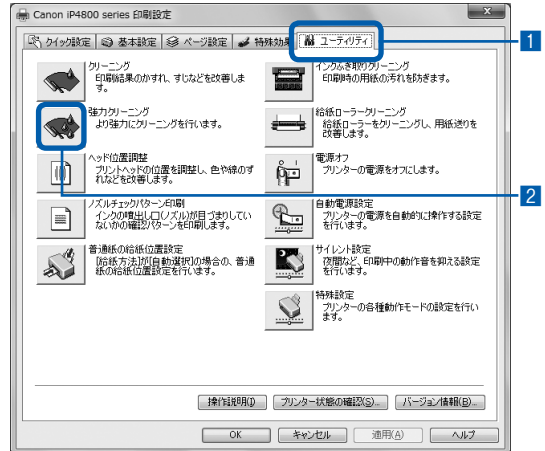 Canon iP4800 series 印刷設定
クイック設定 基本設定 ページ設定 特殊効果 ユーティリティ
1
クリーニング
印刷結果のかすれ、すじなどを改善しま
す。
インクふき取りクリーニング
印刷時の用紙の汚れを防ぎます。
強力クリーニング
より強力にクリーニングを行います。
給紙ローラークリーニング
給紙ローラーをクリーニングし、用紙送りを
改善します。
ヘッド位置調整
プリントヘッドの位置を調整し、色や線のず
れなどを改善します。
電源オフ
プリンターの電源をオフにします。
2
ノズルチェックパターン印刷
インクの噴出し口(ノズル)が目づまりしてい
ないかの確認パターンを印刷します。
自動電源設定
プリンターの電源を自動的に操作する設定
を行います。
普通紙の給紙位置設定
[給紙方法]が[自動選択]の場合の、普通
紙の給紙位置設定を行います。
サイレント設定
夜間など、印刷中の動作音を抑える設定
を行います。
特殊設定
プリンターの各種動作モードの設定を行い
ます。
操作説明(I) プリンター状態の確認(S)... バージョン情報(B)...
OK キャンセル 適用(A) ヘルプ